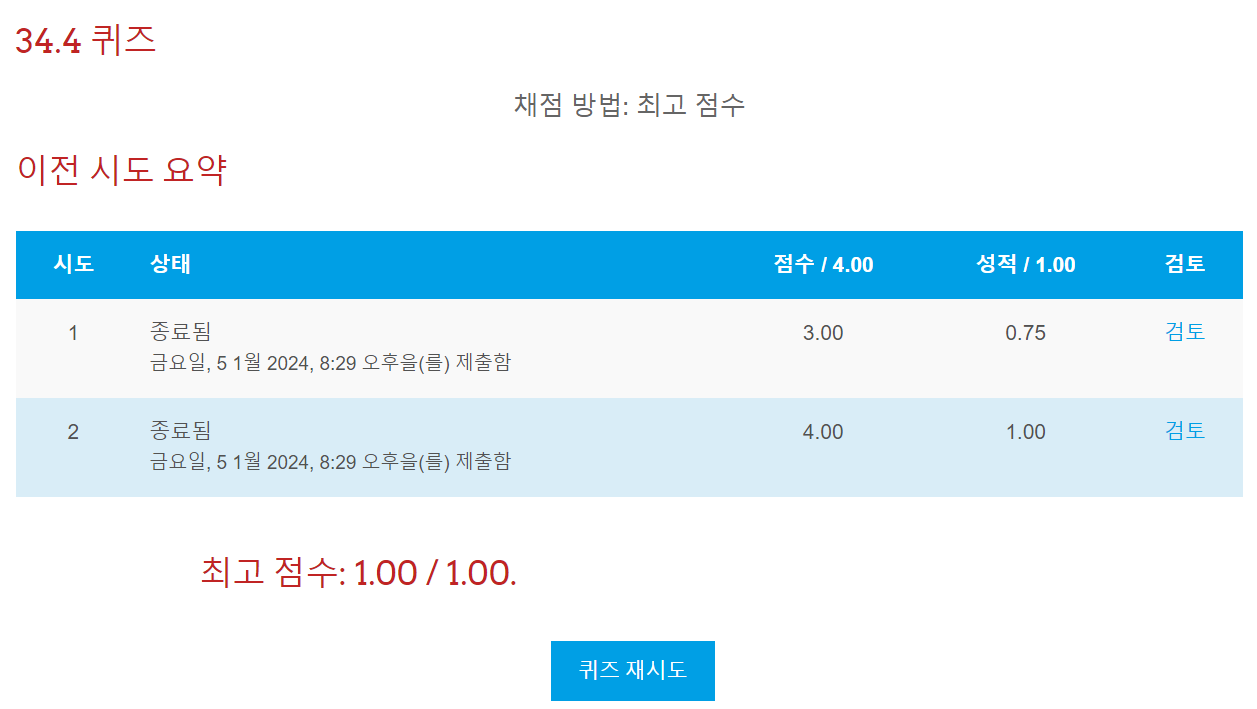 34.4 퀴즈
채점 방법: 최고 점수
이전 시도 요약
시도 상태 점수 / 4.00 성적 / 1.00 검토
1 종료됨 3.00 0.75 검토
금요일, 5 1월 2024, 8:29 오후을(를) 제출함
2 종료됨 4.00 1.00 검토
금요일, 5 1월 2024, 8:29 오후을(를) 제출함
최고 점수: 1.00 / 1.00.
퀴즈 재시도